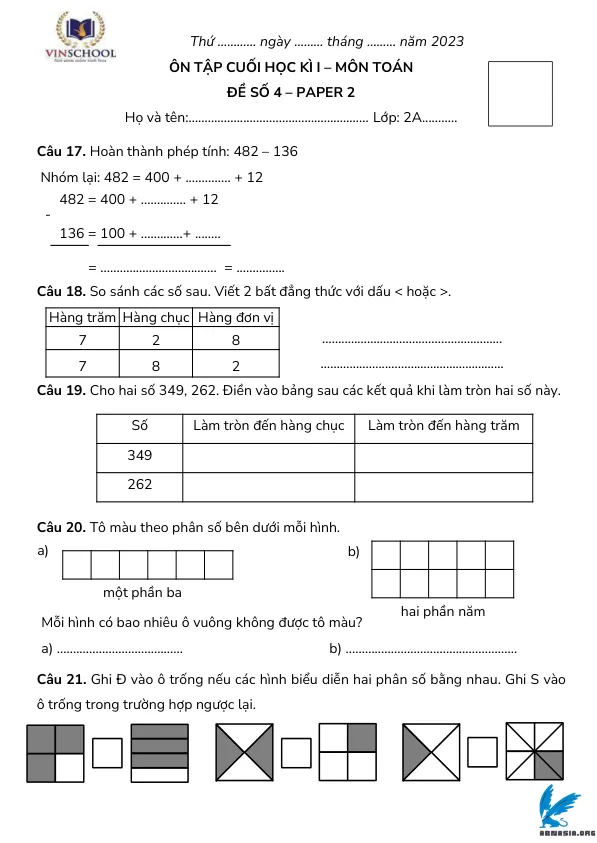 VINSCHOOL
Thứ ………… ngày ……… tháng ……… năm 2023
ÔN TẬP CUỐI HỌC KÌ I – MÔN TOÁN
ĐỀ SỐ 4 – PAPER 2
Họ và tên:……………………………………………… Lớp: 2A………..
Câu 17. Hoàn thành phép tính: 482 – 136
Nhóm lại: 482 = 400 + ………….. + 12
482 = 400 + ………….. + 12
-
136 = 100 + ………….+ ……..
= ……………………………… = ……………
Câu 18. So sánh các số sau. Viết 2 bất đẳng thức với dấu < hoặc >.
Hàng trăm Hàng chục Hàng đơn vị
7 2 8 ………………………………………………
7 8 2 ………………………………………………
Câu 19. Cho hai số 349, 262. Điền vào bảng sau các kết quả khi làm tròn hai số này.
Số Làm tròn đến hàng chục Làm tròn đến hàng trăm
349
262
Câu 20. Tô màu theo phân số bên dưới mỗi hình.
a) b)
một phần ba
hai phần năm
Mỗi hình có bao nhiêu ô vuông không được tô màu?
a) ………………………………… b) ……………………………………………
Câu 21. Ghi Đ vào ô trống nếu các hình biểu diễn hai phân số bằng nhau. Ghi S vào
ô trống trong trường hợp ngược lại.
ABMASIA.ORG